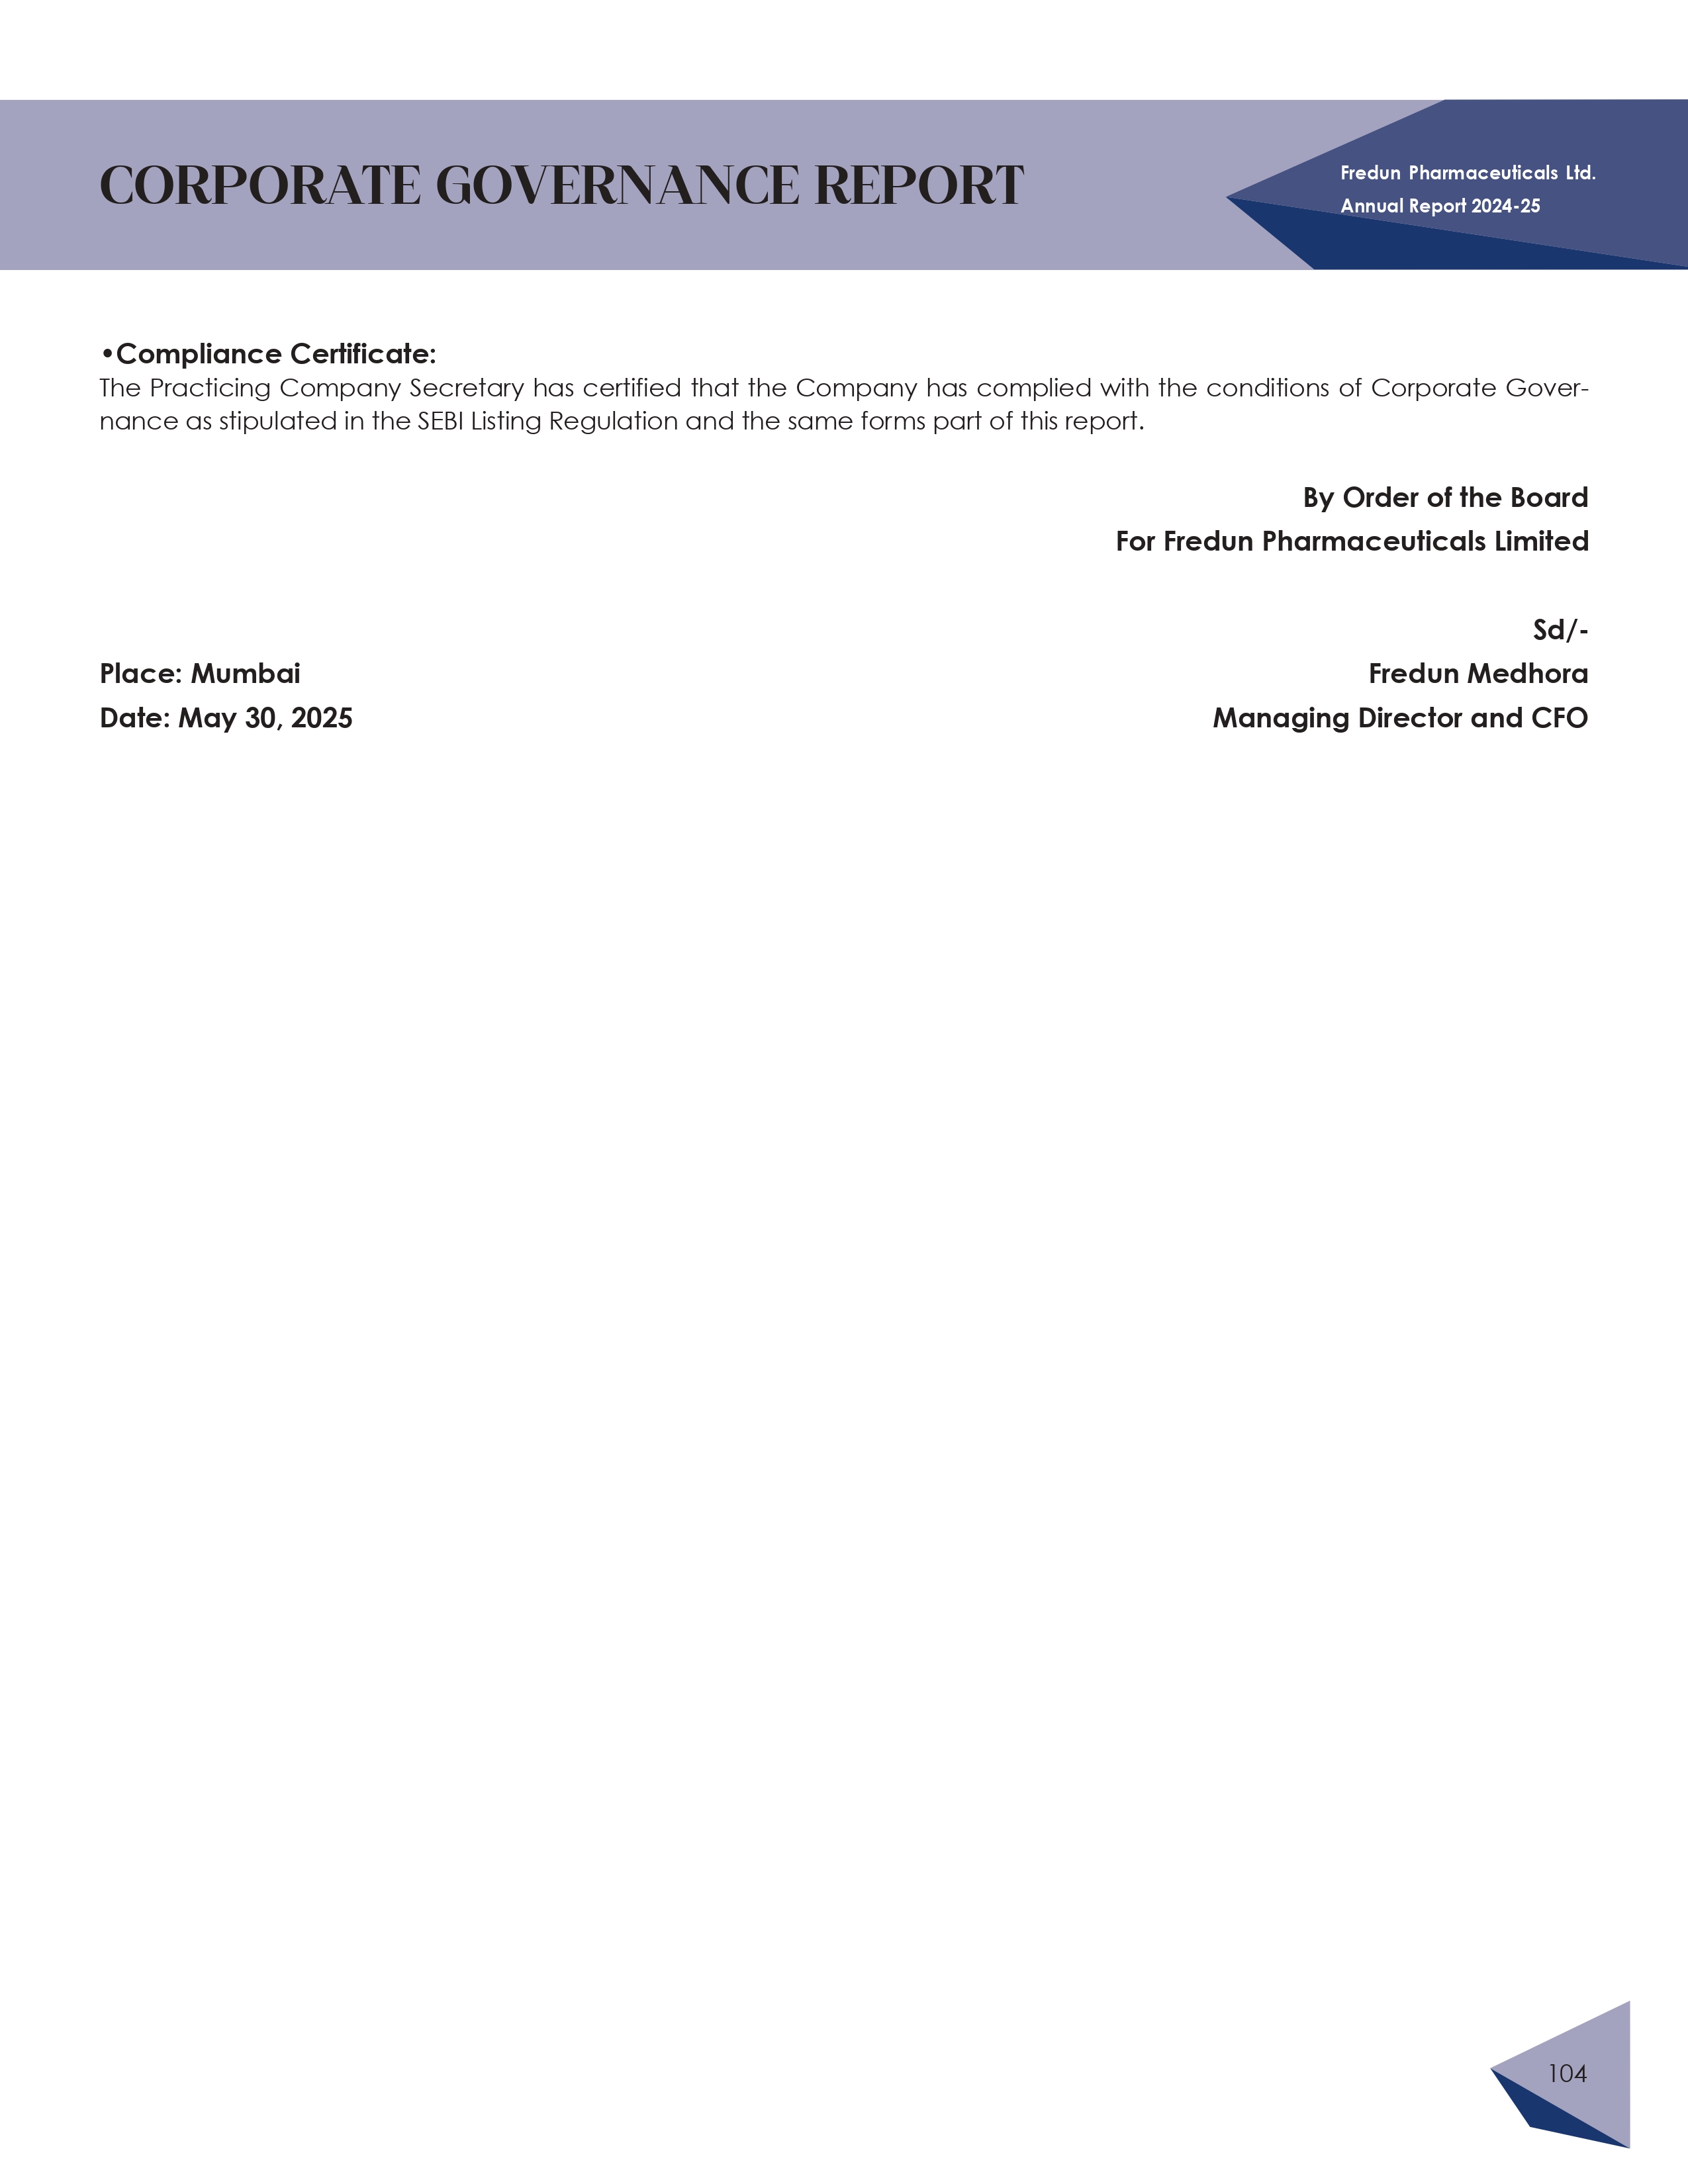 CORPORATE GOVERNANCE REPORT
Fredun Pharmaceuticals Ltd.
Annual Report 2024-25
•Compliance Certificate:
The Practicing Company Secretary has certified that the Company has complied with the conditions of Corporate Gover-
nance as stipulated in the SEBI Listing Regulation and the same forms part of this report.
By Order of the Board
For Fredun Pharmaceuticals Limited
Sd/-
Place: Mumbai
Fredun Medhora
Date: May 30, 2025
Managing Director and CFO
104